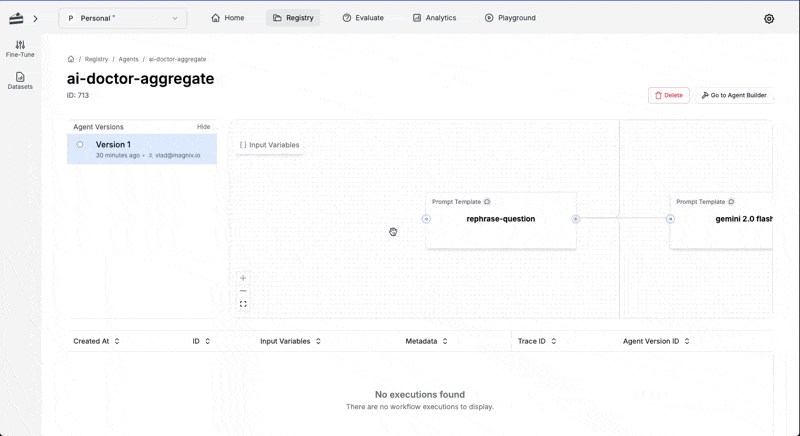 P Personal
Home
Registry
Evaluate
Analytics
Playground
Fine-Tune
Datasets
/ Registry / Agents / ai-doctor-aggregate
ai-doctor-aggregate
ID: 713
Delete
Go to Agent Builder
Agent Versions
Hide
Version 1
30 minutes ago • vlad@magniv.io
{ } Input Variables
Prompt Template
rephrase-question
Prompt Template
gemini 2.0 flash
Created At
ID
Input Variables
Metadata
Trace ID
Agent Version ID
No executions found
There are no workflow executions to display.